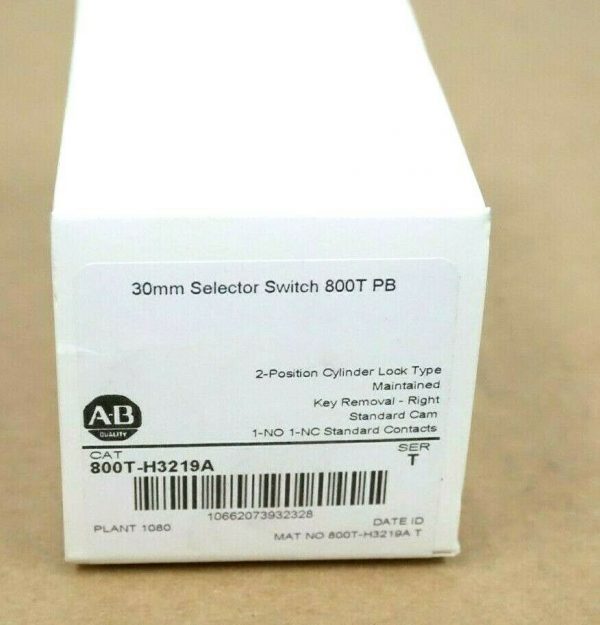 30mm Selector Switch 800T PB
2-Position Cylinder Lock Type
Maintained
Key Removal - Right
Standard Cam
1-NO 1-NC Standard Contacts
A-B
QUALITY
CAT
SER
800T-H3219A
T
10662073932328
PLANT 1080
DATE ID
MAT NO 800T-H3219A T